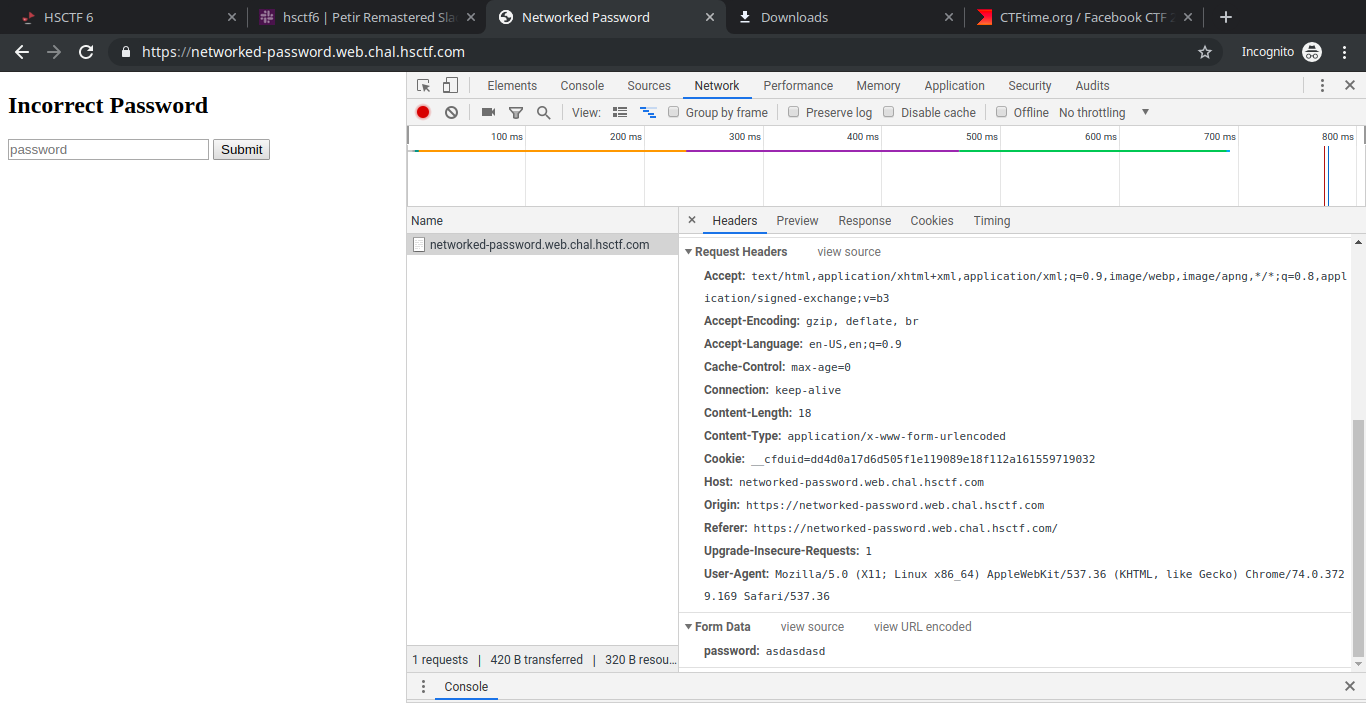 HSCTF 6
hsctf6 | Petir Remastered Sla
Networked Password
Downloads
CTFtime.org / Facebook CTF 2
https://networked-password.web.chal.hsctf.com
Incognito
Incorrect Password
password
Submit
Elements Console Sources Network Performance Memory Application Security Audits
View: Group by frame Preserve log Disable cache Offline No throttling
100 ms 200 ms 300 ms 400 ms 500 ms 600 ms 700 ms 800 ms
Name
networked-password.web.chal.hsctf.com
Headers Preview Response Cookies Timing
Request Headers view source
Accept: text/html,application/xhtml+xml,application/xml;q=0.9,image/webp,image/apng,*/*;q=0.8,appl
ication/signed-exchange;v=b3
Accept-Encoding: gzip, deflate, br
Accept-Language: en-US,en;q=0.9
Cache-Control: max-age=0
Connection: keep-alive
Content-Length: 18
Content-Type: application/x-www-form-urlencoded
Cookie: __cfduid=dd4d0a17d6d505f1e119089e18f112a161559719032
Host: networked-password.web.chal.hsctf.com
Origin: https://networked-password.web.chal.hsctf.com
Referer: https://networked-password.web.chal.hsctf.com/
Upgrade-Insecure-Requests: 1
User-Agent: Mozilla/5.0 (X11; Linux x86_64) AppleWebKit/537.36 (KHTML, like Gecko) Chrome/74.0.372
9.169 Safari/537.36
Form Data view source view URL encoded
password: asdasdasd
1 requests | 420 B transferred | 320 B resou...
Console